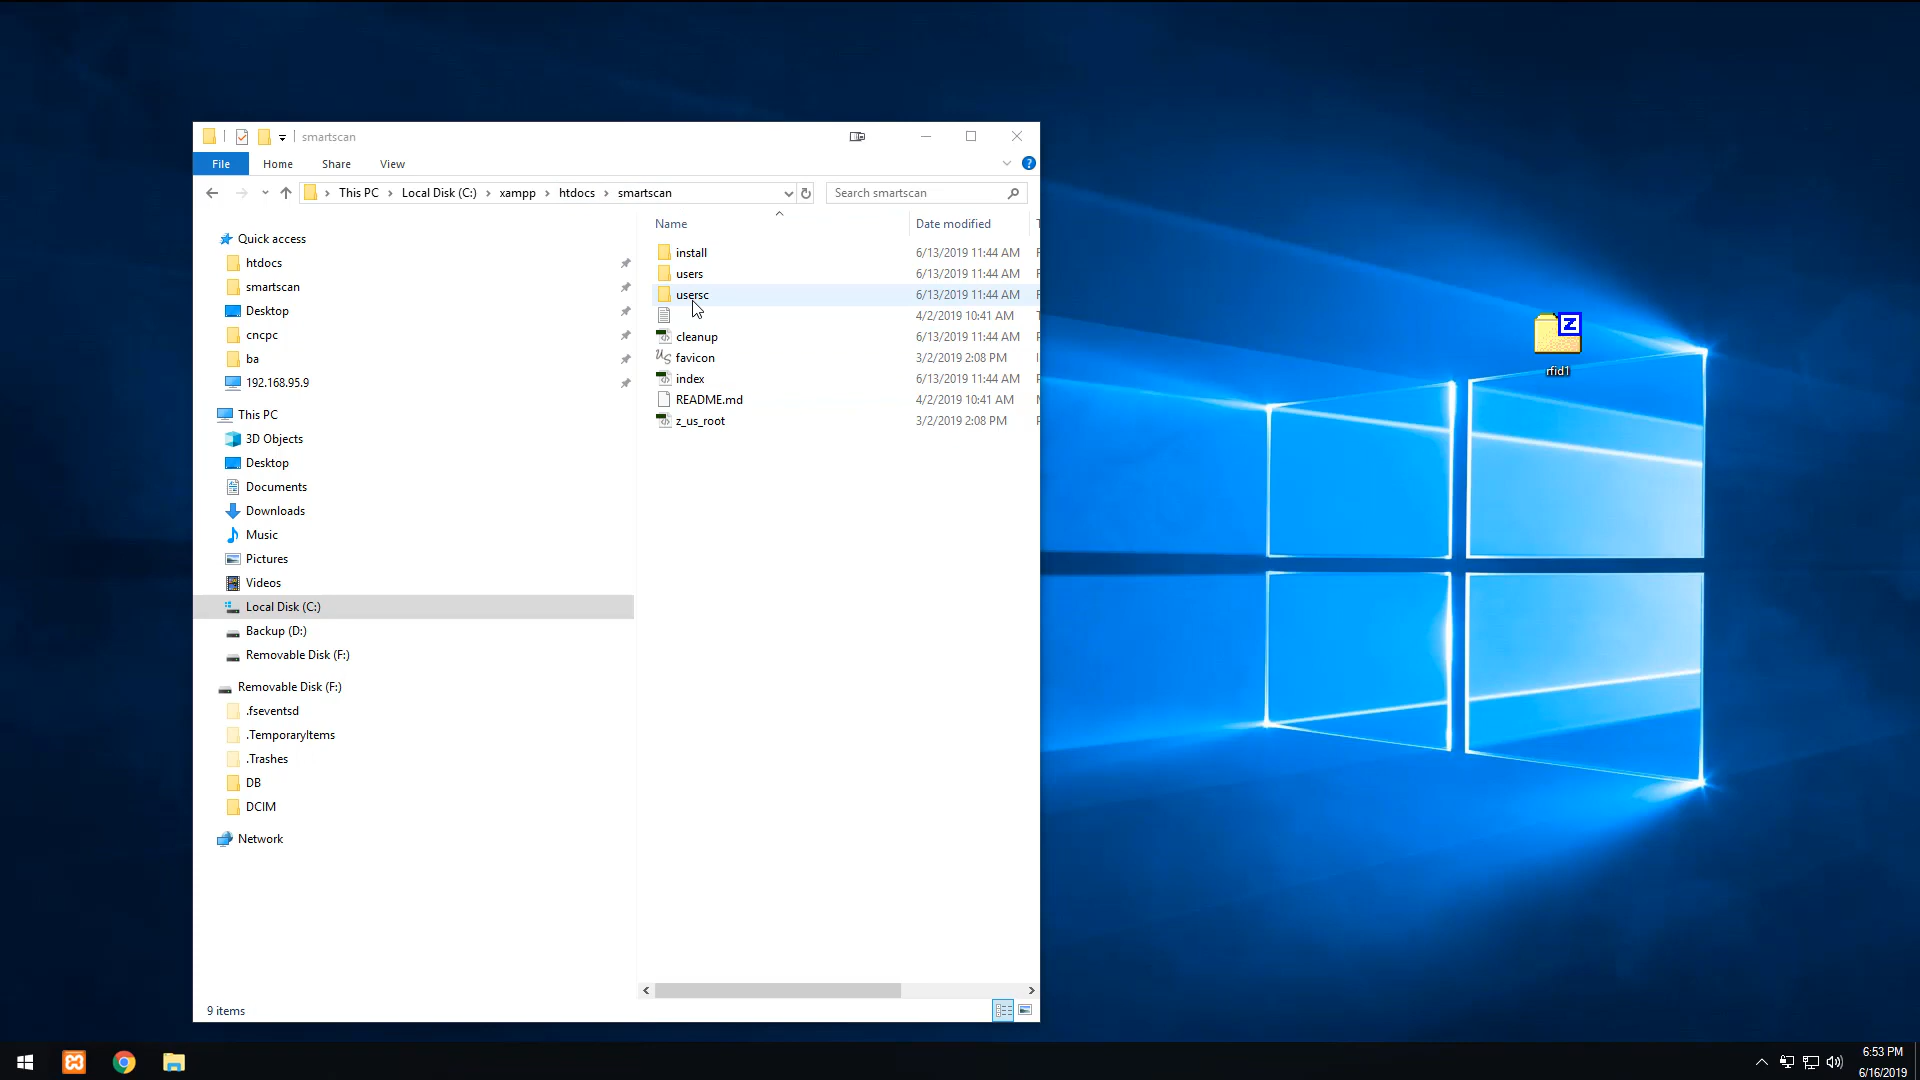 smartscan
File Home Share View
This PC Local Disk (C:) xampp htdocs smartscan
Search smartscan
Name Date modified
Quick access
htdocs
smartscan
Desktop
cncpc
ba
192.168.95.9
This PC
3D Objects
Desktop
Documents
Downloads
Music
Pictures
Videos
Local Disk (C:)
Backup (D:)
Removable Disk (F:)
Removable Disk (F:)
.fseventsd
.TemporaryItems
.Trashes
DB
DCIM
Network
install 6/13/2019 11:44 AM
users 6/13/2019 11:44 AM
usersc 6/13/2019 11:44 AM
4/2/2019 10:41 AM
cleanup 6/13/2019 11:44 AM
favicon 3/2/2019 2:08 PM
index 6/13/2019 11:44 AM
README.md 4/2/2019 10:41 AM
z_us_root 3/2/2019 2:08 PM
9 items
Z
rfid1
6:53 PM
6/16/2019